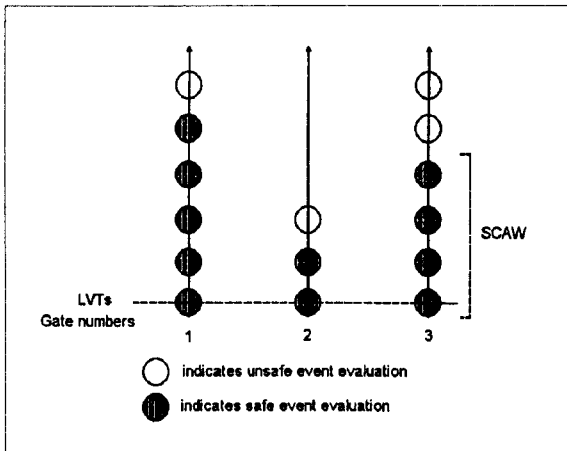 SCAW
LVTs
Gate numbers
1 2 3
indicates unsafe event evaluation
indicates safe event evaluation